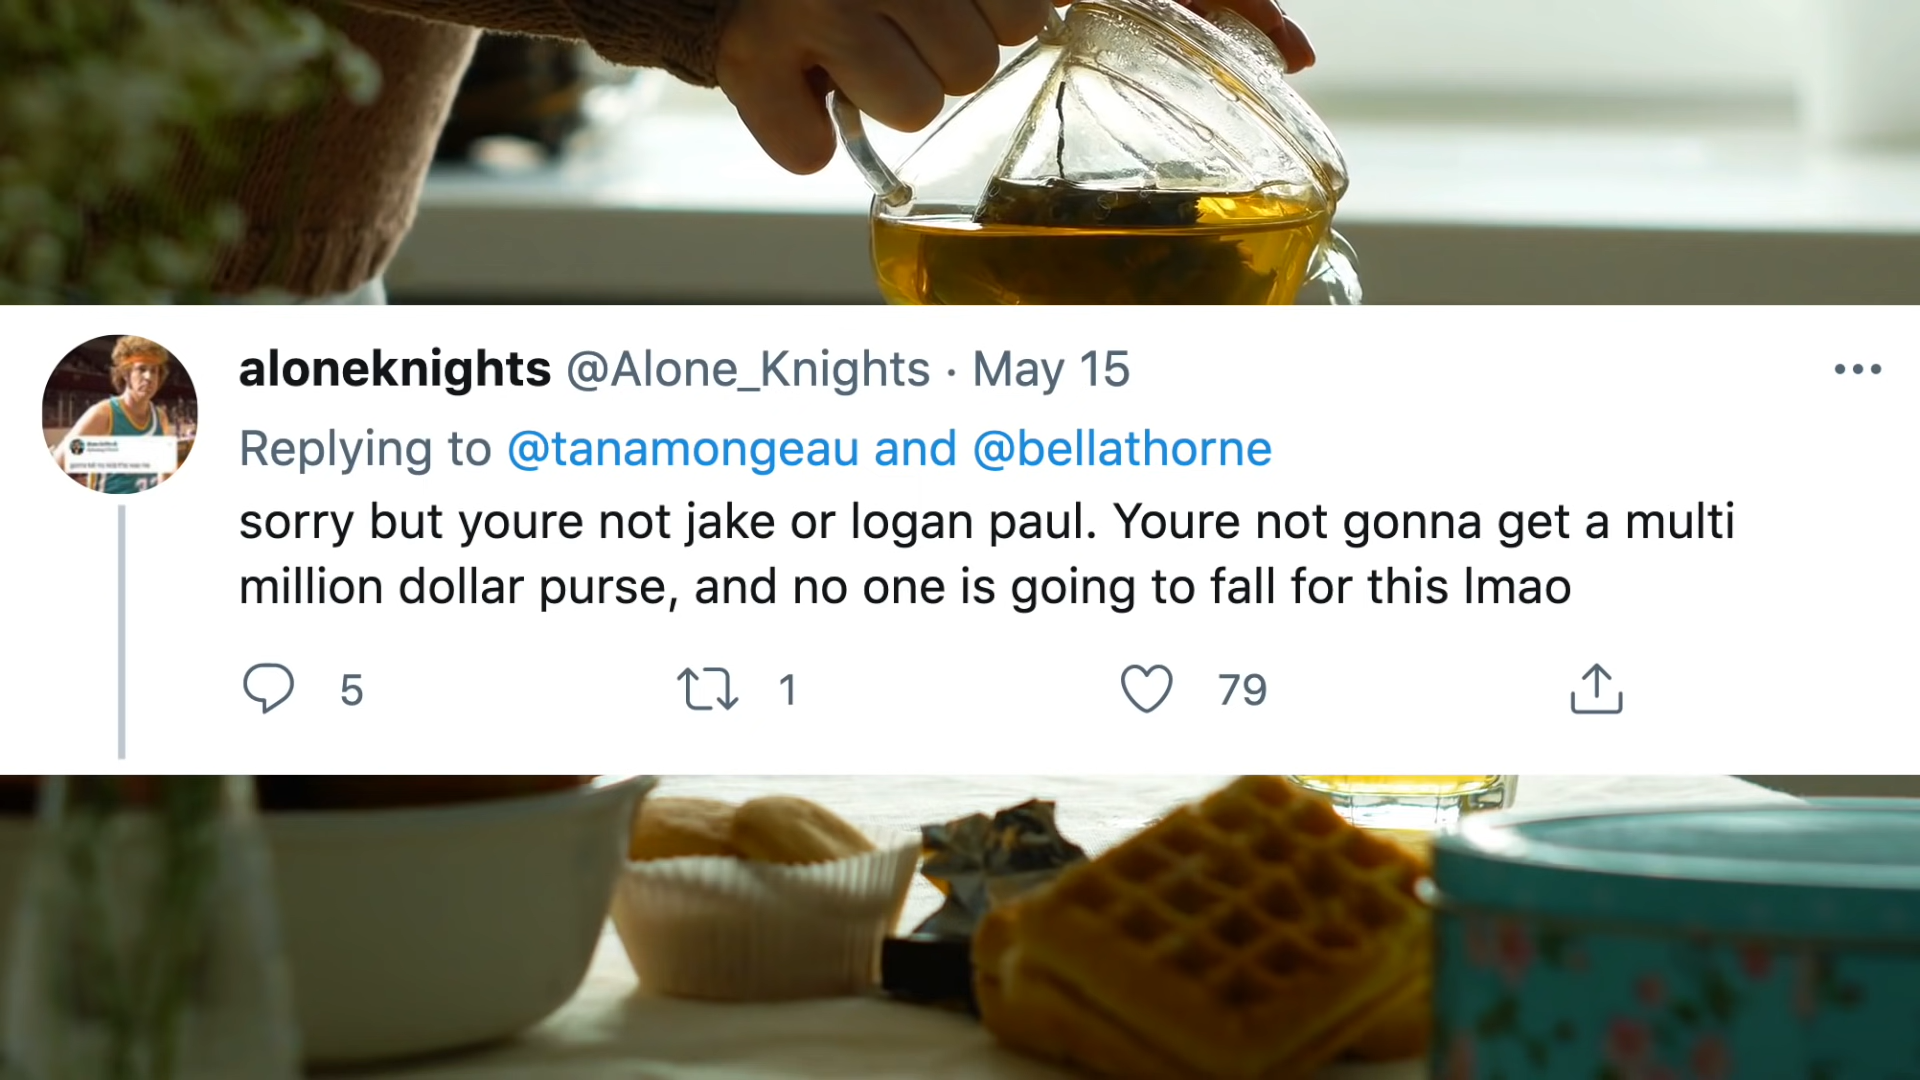 aloneknights @Alone_Knights · May 15
Replying to @tanamongeau and @bellathorne
sorry but youre not jake or logan paul. Youre not gonna get a multi
million dollar purse, and no one is going to fall for this lmao
5 1 79